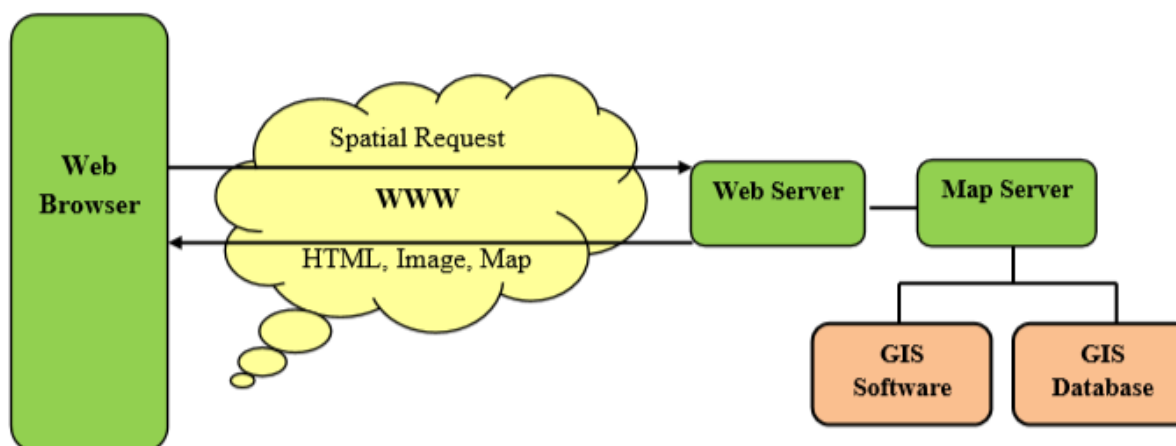 Web
Browser
Spatial Request
WWW
HTML, Image, Map
Web Server
Map Server
GIS
Software
GIS
Database